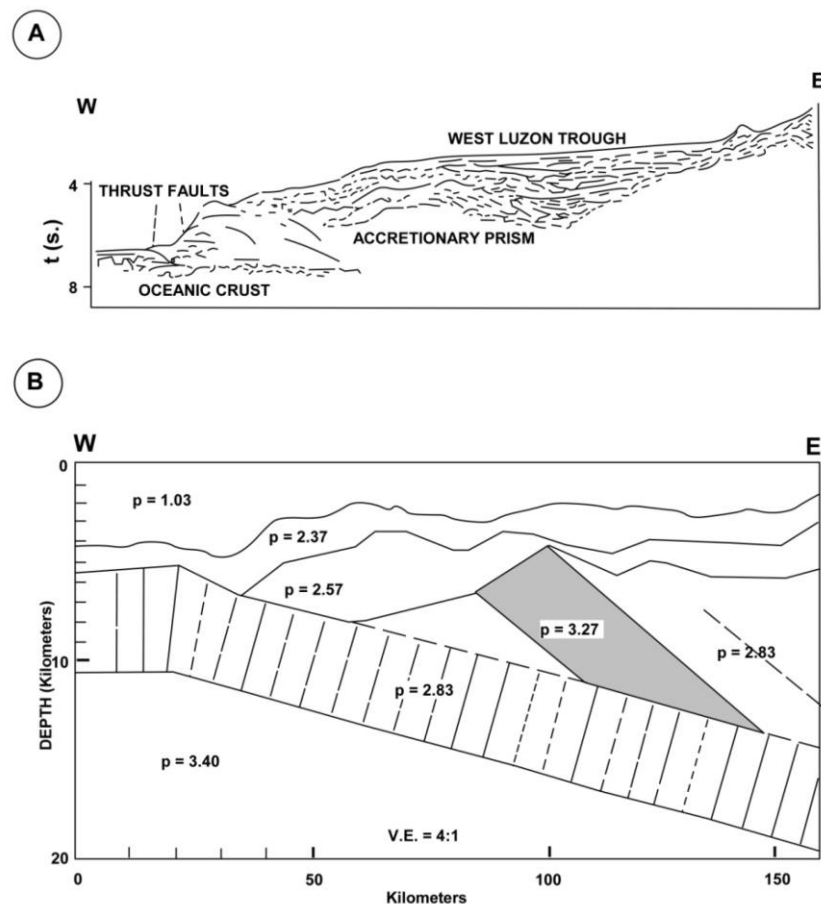 A
W
E
WEST LUZON TROUGH
THRUST FAULTS
4
t (s.)
ACCRETIONARY PRISM
8
OCEANIC CRUST
B
W
E
0
p = 1.03
p = 2.37
p = 2.57
p = 3.27
p = 2.83
10
p = 2.83
DEPTH (Kilometers)
p = 3.40
V.E. = 4:1
20
0
50
100
150
Kilometers